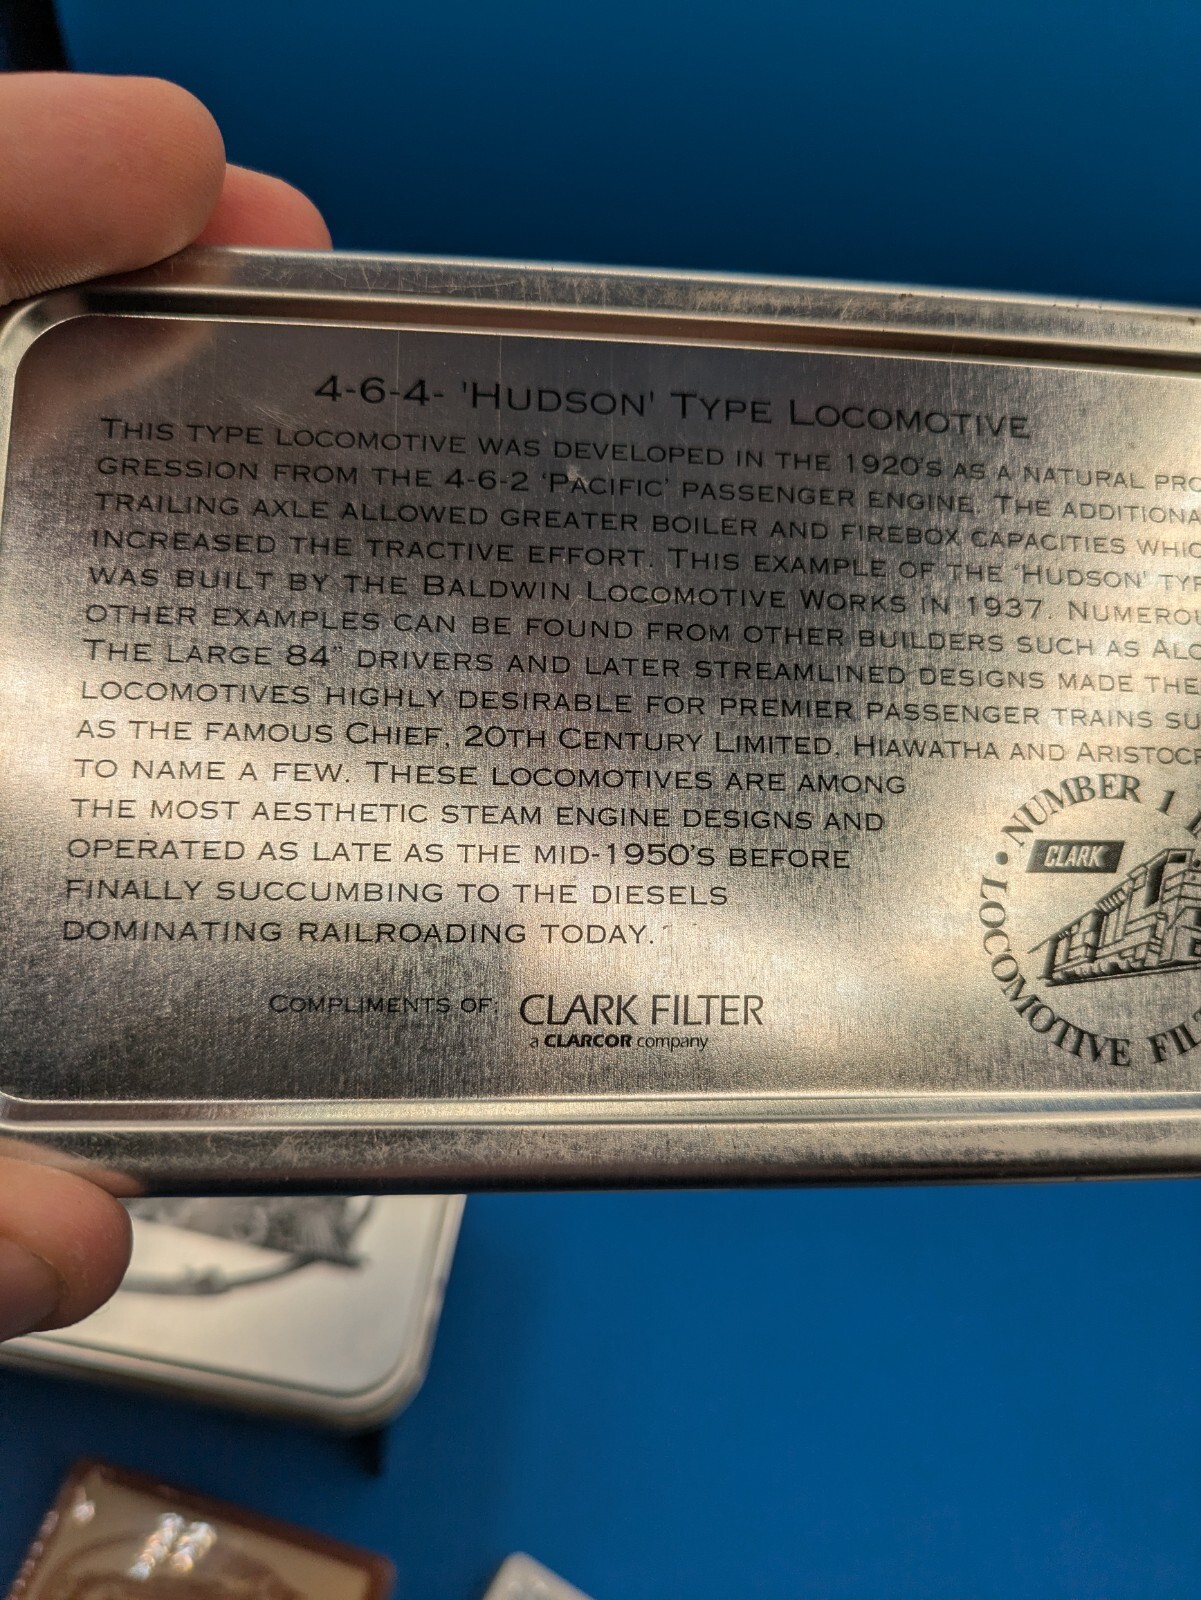 4-6-4- 'HUDSON' TYPE LOCOMOTIVE
THIS TYPE LOCOMOTIVE WAS DEVELOPED IN THE 1920'S AS A NATURAL PRO
GRESSION FROM THE 4-6-2 'PACIFIC' PASSENGER ENGINE. THE ADDITIONA
TRAILING AXLE ALLOWED GREATER BOILER AND FIREBOX CAPACITIES WHIC
INCREASED THE TRACTIVE EFFORT. THIS EXAMPLE OF THE 'HUDSON' TYP
WAS BUILT BY THE BALDWIN LOCOMOTIVE WORKS IN 1937. NUMERO
OTHER EXAMPLES CAN BE FOUND FROM OTHER BUILDERS SUCH AS ALC
THE LARGE 84" DRIVERS AND LATER STREAMLINED DESIGNS MADE THE
LOCOMOTIVES HIGHLY DESIRABLE FOR PREMIER PASSENGER TRAINS SU
AS THE FAMOUS CHIEF, 20TH CENTURY LIMITED, HIAWATHA AND ARISTOC
TO NAME A FEW. THESE LOCOMOTIVES ARE AMONG
THE MOST AESTHETIC STEAM ENGINE DESIGNS AND
OPERATED AS LATE AS THE MID-1950'S BEFORE
FINALLY SUCCUMBING TO THE DIESELS
DOMINATING RAILROADING TODAY.
COMPLIMENTS OF: CLARK FILTER
a CLARCOR company
• NUMBER 1
CLARK
LOCOMOTIVE FIL